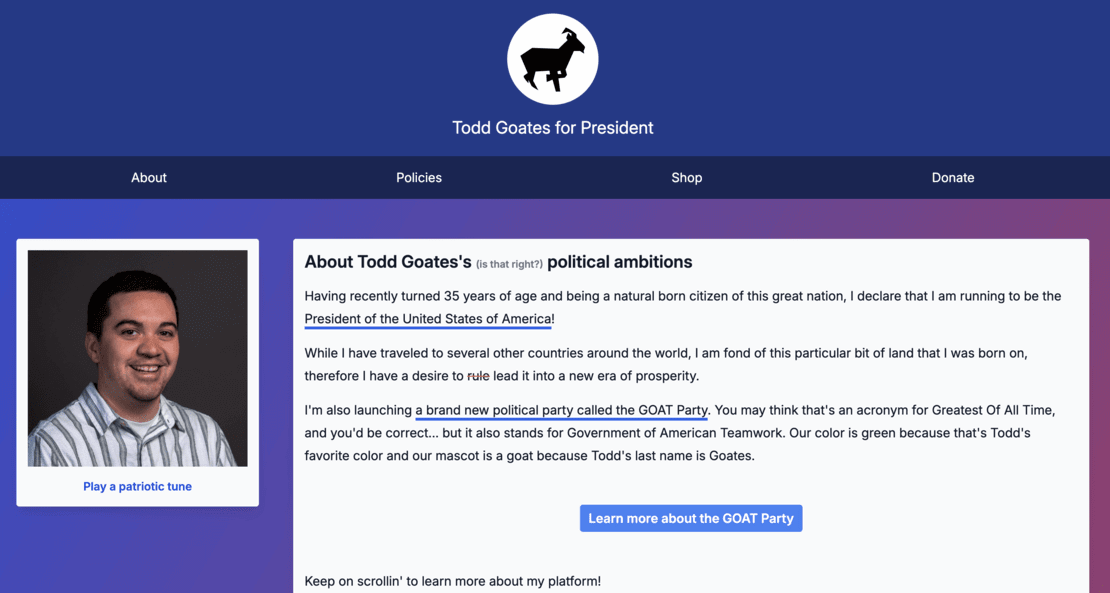 Todd Goates for President
About Policies Shop Donate
Play a patriotic tune
About Todd Goates's (is that right?) political ambitions
Having recently turned 35 years of age and being a natural born citizen of this great nation, I declare that I am running to be the
President of the United States of America!
While I have traveled to several other countries around the world, I am fond of this particular bit of land that I was born on,
therefore I have a desire to rule lead it into a new era of prosperity.
I'm also launching a brand new political party called the GOAT Party. You may think that's an acronym for Greatest Of All Time,
and you'd be correct... but it also stands for Government of American Teamwork. Our color is green because that's Todd's
favorite color and our mascot is a goat because Todd's last name is Goates.
Learn more about the GOAT Party
Keep on scrollin' to learn more about my platform!